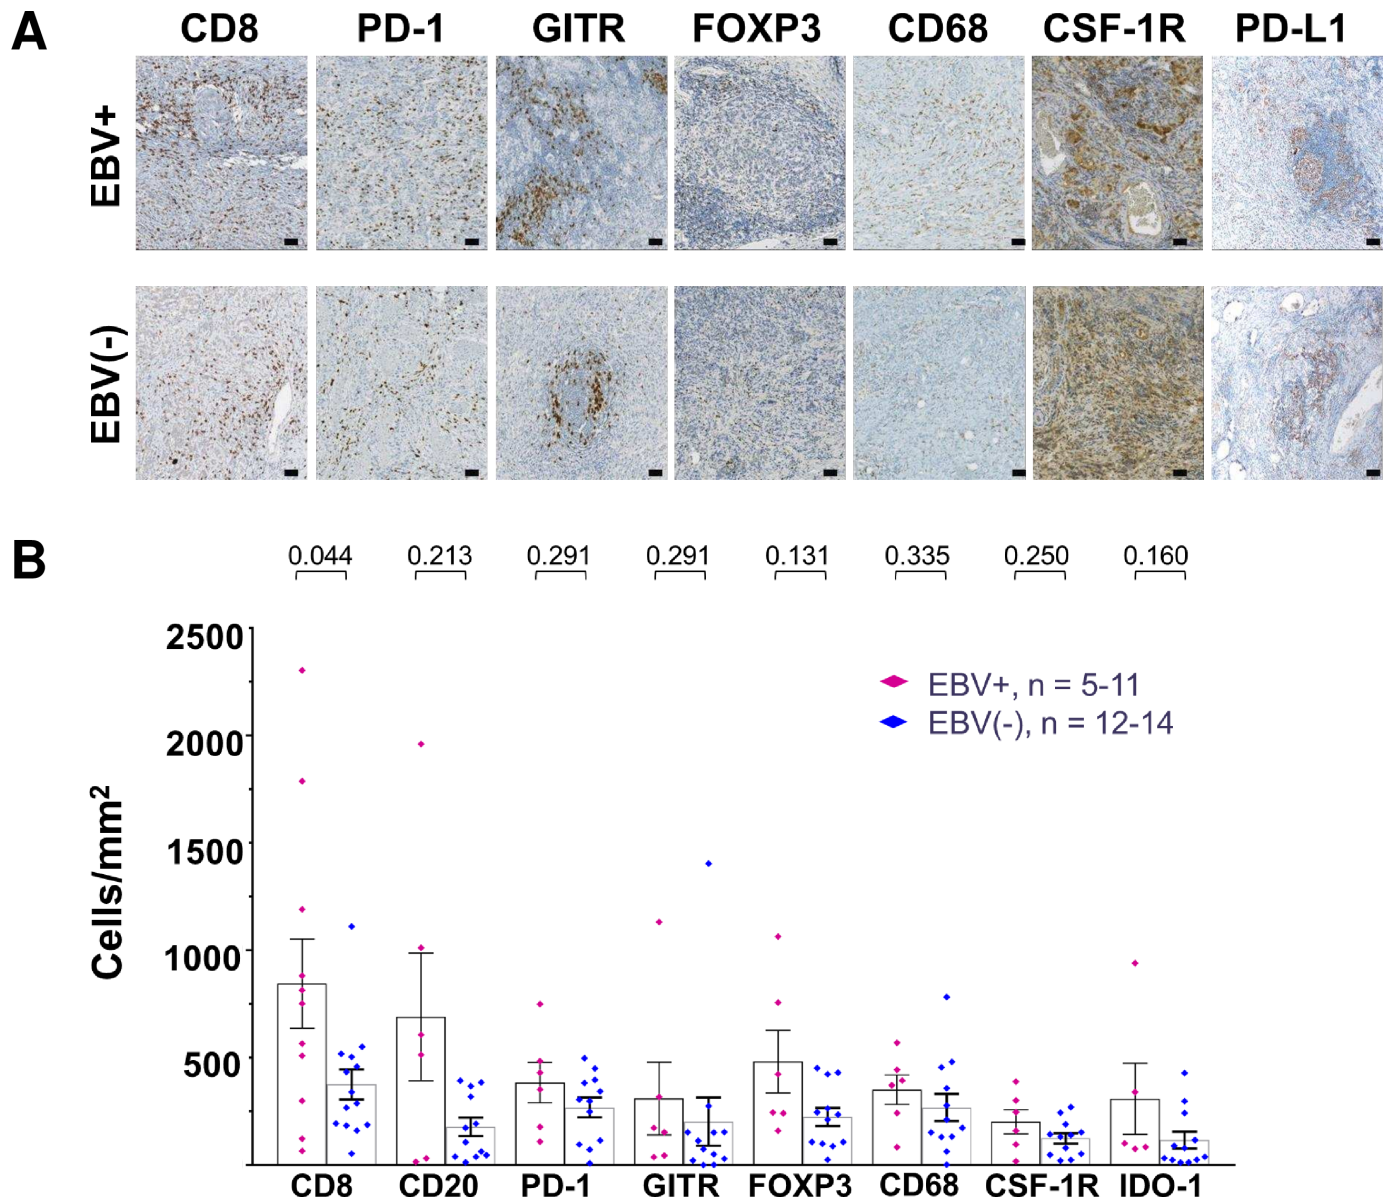 A
CD8 PD-1 GITR FOXP3 CD68 CSF-1R PD-L1
EBV+
EBV(-)
B
0.044 0.213 0.291 0.291 0.131 0.335 0.250 0.160
2500
2000
1500
1000
500
Cells/mm²
EBV+, n = 5-11
EBV(-), n = 12-14
CD8 CD20 PD-1 GITR FOXP3 CD68 CSF-1R IDO-1